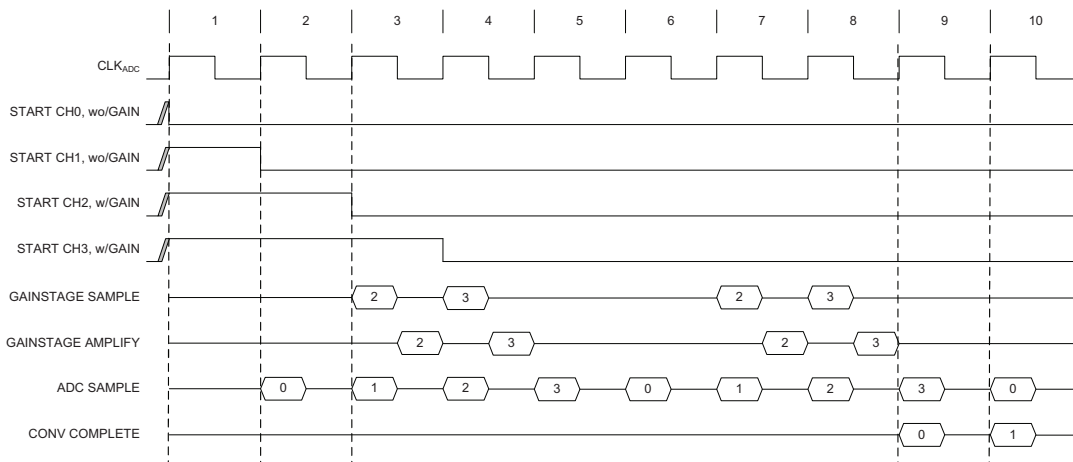 1 2 3 4 5 6 7 8 9 10
CLKADC
START CH0, wo/GAIN
START CH1, wo/GAIN
START CH2, w/GAIN
START CH3, w/GAIN
GAINSTAGE SAMPLE 2 3 2 3
GAINSTAGE AMPLIFY 2 3 2 3
ADC SAMPLE 0 1 2 3 0 1 2 3 0
CONV COMPLETE 0 1